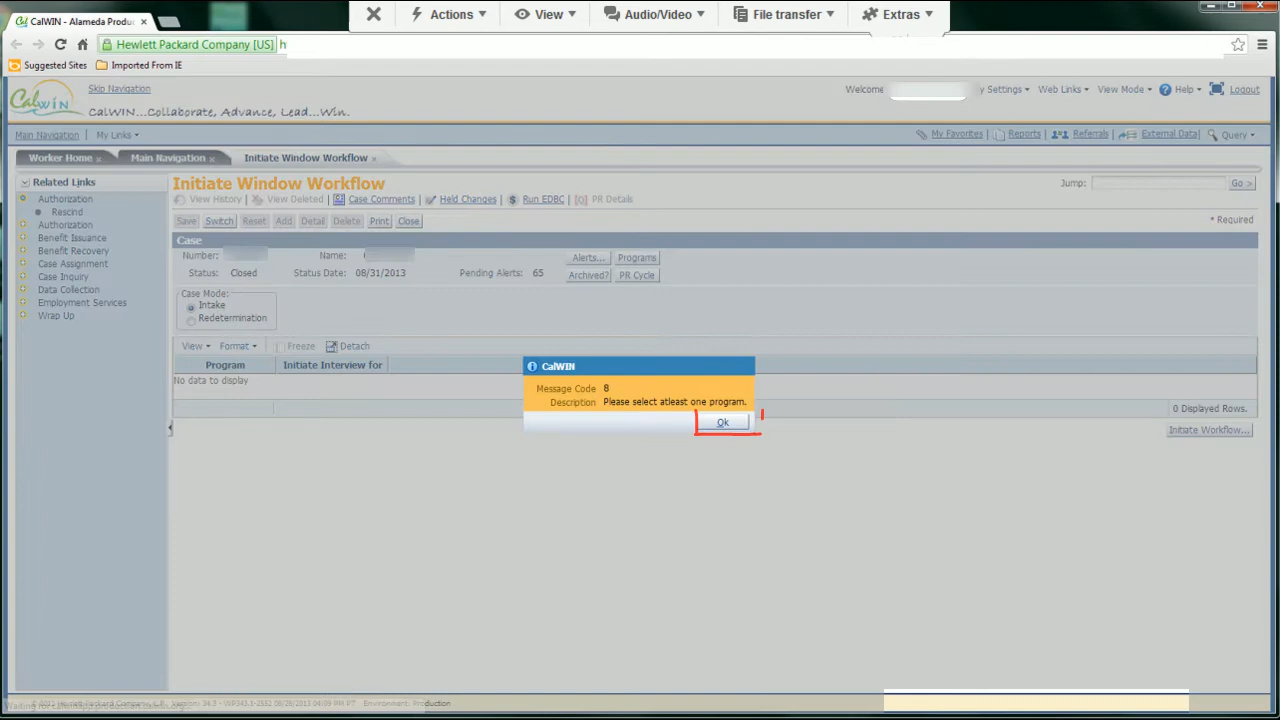 CalWIN - Alameda Produc
Actions
View
Audio/Video
File transfer
Extras
Hewlett Packard Company [US] h
Suggested Sites
Imported From IE
CalWIN
Skip Navigation
CalWIN...Collaborate, Advance, Lead...Win.
Welcome
y Settings
Web Links
View Mode
Help
Logout
Main Navigation
My Links
My Favorites
Reports
Referrals
External Data
Query
Worker Home
Main Navigation
Initiate Window Workflow
Related Links
Authorization
Rescind
Authorization
Benefit Issuance
Benefit Recovery
Case Assignment
Case Inquiry
Data Collection
Employment Services
Wrap Up
Initiate Window Workflow
Jump:
Go >
View History
View Deleted
Case Comments
Held Changes
Run EDBC
PR Details
Save
Switch
Reset
Add
Detail
Delete
Print
Close
* Required
Case
Number:
Name:
Alerts...
Programs
Status: Closed
Status Date: 08/31/2013
Pending Alerts: 65
Archived?
PR Cycle
Case Mode:
Intake
Redetermination
View
Format
Freeze
Detach
Program
Initiate Interview for
No data to display
0 Displayed Rows.
Initiate Workflow...
CalWIN
Message Code 8
Description Please select atleast one program.
Ok
Production